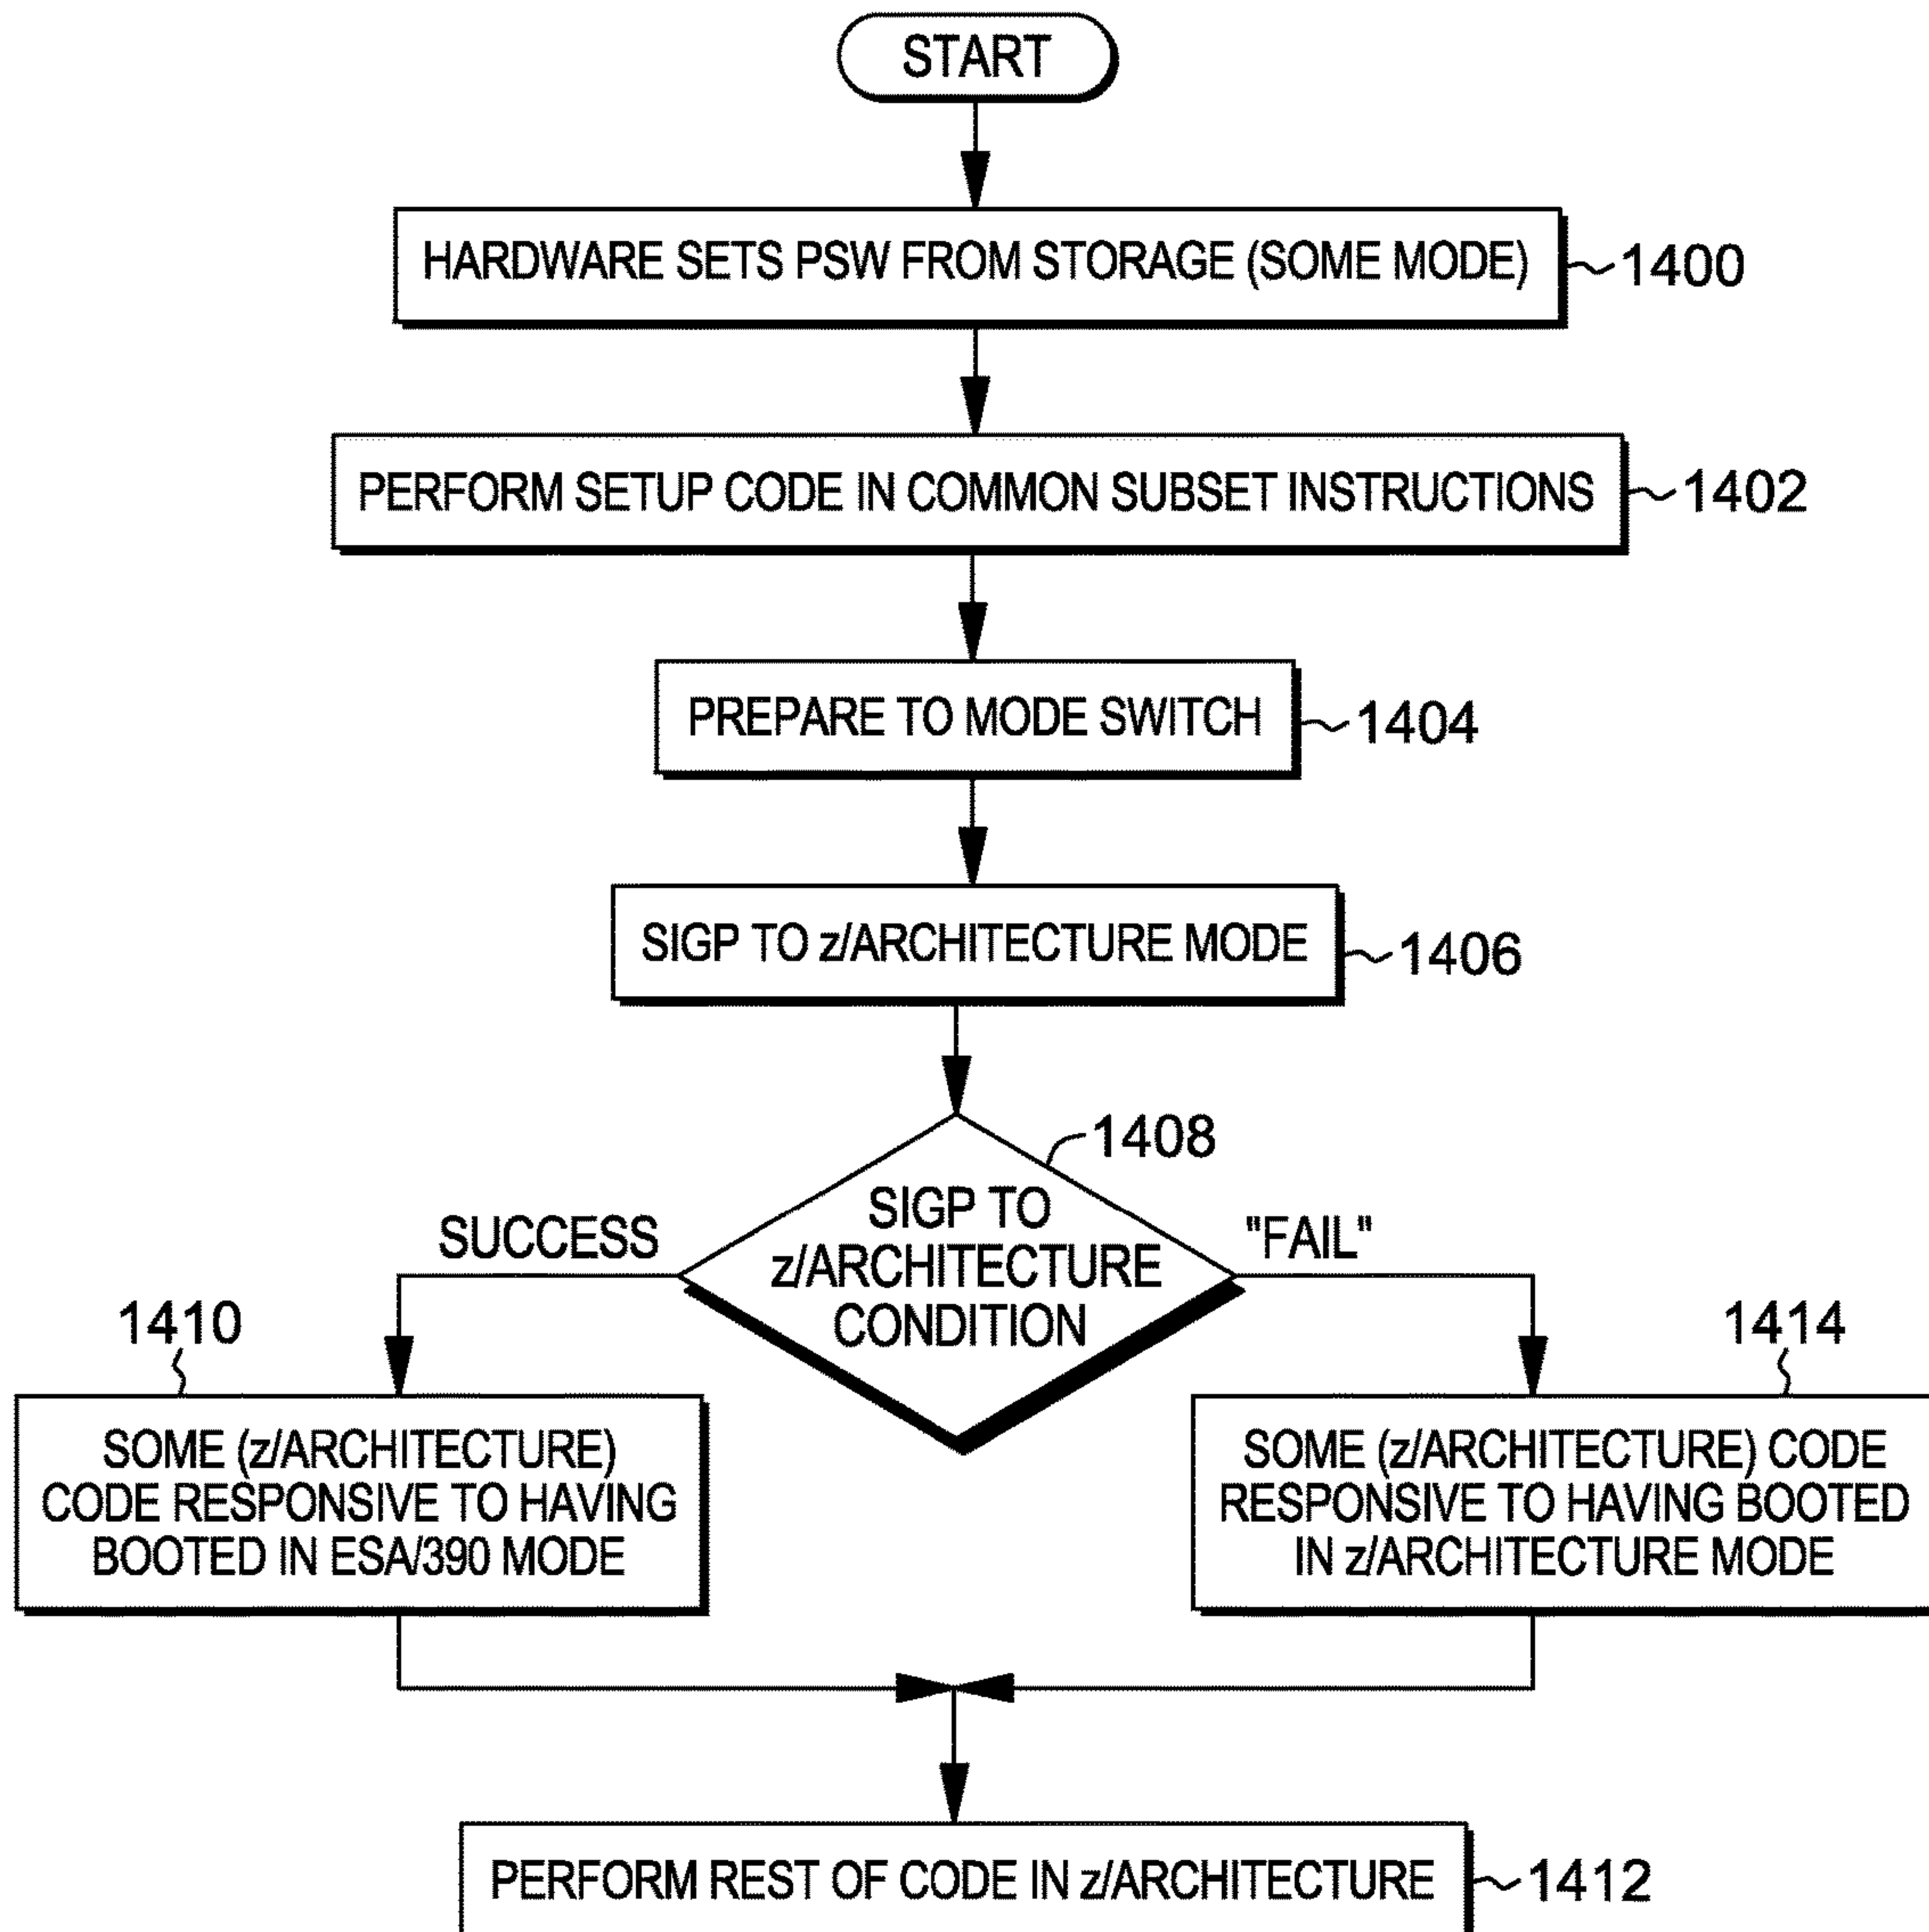 START
HARDWARE SETS PSW FROM STORAGE (SOME MODE)
1400
PERFORM SETUP CODE IN COMMON SUBSET INSTRUCTIONS
1402
PREPARE TO MODE SWITCH
1404
SIGP TO z/ARCHITECTURE MODE
1406
1408
SIGP TO
z/ARCHITECTURE
CONDITION
SUCCESS
"FAIL"
1410
SOME (z/ARCHITECTURE)
CODE RESPONSIVE TO HAVING
BOOTED IN ESA/390 MODE
1414
SOME (z/ARCHITECTURE) CODE
RESPONSIVE TO HAVING BOOTED
IN z/ARCHITECTURE MODE
PERFORM REST OF CODE IN z/ARCHITECTURE
1412